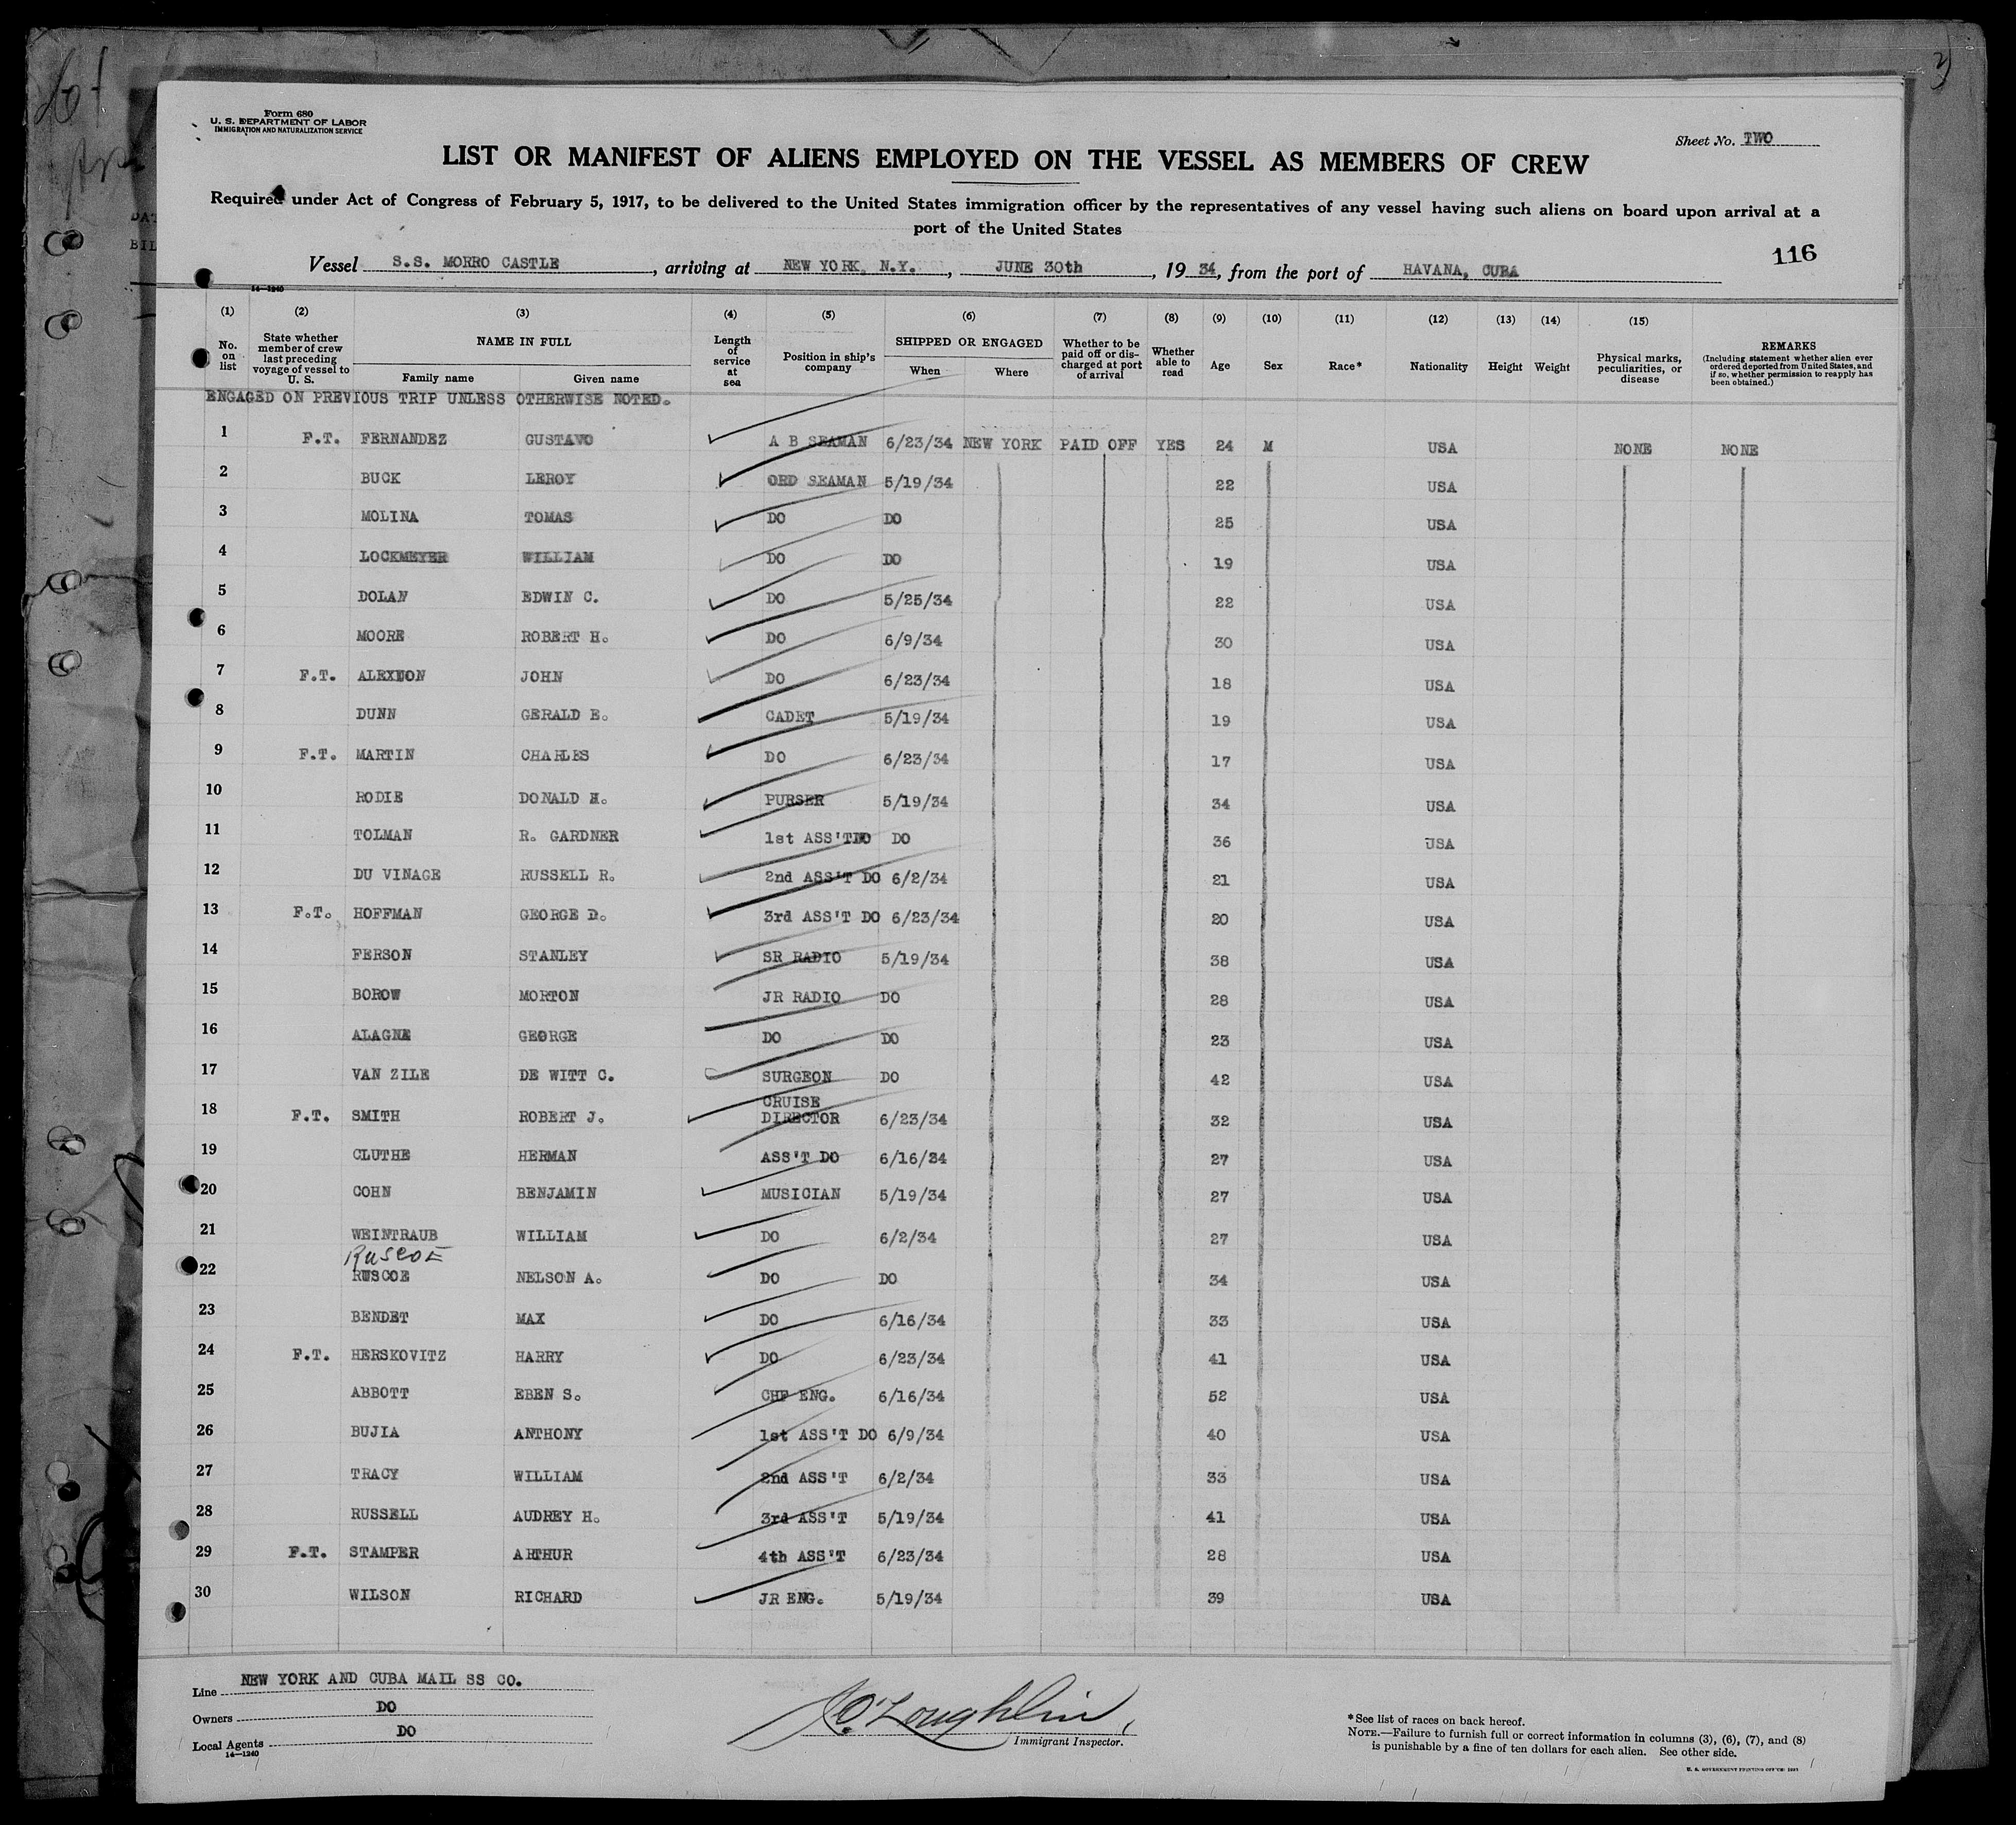 Form 680
U. S. DEPARTMENT OF LABOR
IMMIGRATION AND NATURALIZATION SERVICE
Sheet No. TWO
LIST OR MANIFEST OF ALIENS EMPLOYED ON THE VESSEL AS MEMBERS OF CREW
Required under Act of Congress of February 5, 1917, to be delivered to the United States immigration officer by the representatives of any vessel having such aliens on board upon arrival at a
port of the United States
116
Vessel S.S. MORRO CASTLE, arriving at NEW YORK, N.Y., JUNE 30th, 19 34, from the port of HAVANA, CUBA
14—1240
(1) (2) (3) (4) (5) (6) (7) (8) (9) (10) (11) (12) (13) (14) (15)
No. on list State whether member of crew last preceding voyage of vessel to U. S. NAME IN FULL Family name Given name Length of service at sea Position in ship's company SHIPPED OR ENGAGED When Where Whether to be paid off or discharged at port of arrival Whether able to read Age Sex Race* Nationality Height Weight Physical marks, peculiarities, or disease REMARKS (Including statement whether alien ever ordered deported from United States, and if so, whether permission to reapply has been obtained.)
ENGAGED ON PREVIOUS TRIP UNLESS OTHERWISE NOTED.
1 F.T. FERNANDEZ GUSTAVO A B SEAMAN 6/23/34 NEW YORK PAID OFF YES 24 M USA NONE NONE
2 BUCK LEROY ORD SEAMAN 5/19/34 22 USA
3 MOLINA TOMAS DO DO 25 USA
4 LOCKMEYER WILLIAM DO DO 19 USA
5 DOLAN EDWIN C. DO 5/25/34 22 USA
6 MOORE ROBERT H. DO 6/9/34 30 USA
7 F.T. JOHN DO 6/23/34 18 USA
8 DUNN GERALD E. CADET 5/19/34 19 USA
9 F.T. MARTIN CHARLES DO 6/23/34 17 USA
10 RODIE DONALD H. PURSER 5/19/34 34 USA
11 TOLMAN R. GARDNER 1st ASS'T DO DO 36 USA
12 DU VINAGE RUSSELL R. 2nd ASS'T DO 6/2/34 21 USA
13 F.T. HOFFMAN GEORGE D. 3rd ASS'T DO 6/23/34 20 USA
14 FERSON STANLEY SR RADIO 5/19/34 38 USA
15 BOROW MORTON JR RADIO DO 28 USA
16 ALAGNE GEORGE DO DO 23 USA
17 VAN ZILE DE WITT C. SURGEON DO 42 USA
18 F.T. SMITH ROBERT J. CRUISE DIRECTOR 6/23/34 32 USA
19 CLUTHE HERMAN ASS'T DO 6/16/34 27 USA
20 COHN BENJAMIN MUSICIAN 5/19/34 27 USA
21 WEINTRAUB WILLIAM DO 6/2/34 27 USA
Ruscoe
22 RUSCOE NELSON A. DO DO 34 USA
23 BENDET MAX DO 6/16/34 33 USA
24 F.T. HERSKOVITZ HARRY DO 6/23/34 41 USA
25 ABBOTT EBEN S. CHF ENG. 6/16/34 52 USA
26 BUJIA ANTHONY 1st ASS'T DO 6/9/34 40 USA
27 TRACY WILLIAM 2nd ASS'T 6/2/34 33 USA
28 RUSSELL AUDREY H. 3rd ASS'T 5/19/34 41 USA
29 F.T. STAMPER ARTHUR 4th ASS'T 6/23/34 28 USA
30 WILSON RICHARD JR ENG. 5/19/34 39 USA
Line NEW YORK AND CUBA MAIL SS CO.
Owners DO
Local Agents DO
14—1240
O'Loughlin
Immigrant Inspector.
*See list of races on back hereof.
NOTE.—Failure to furnish full or correct information in columns (3), (6), (7), and (8)
is punishable by a fine of ten dollars for each alien. See other side.